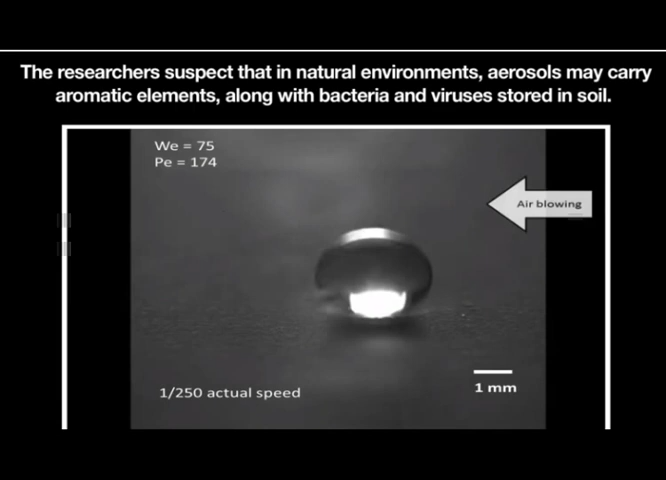 The researchers suspect that in natural environments, aerosols may carry
aromatic elements, along with bacteria and viruses stored in soil.
We = 75
Pe = 174
Air blowing
1/250 actual speed
1 mm